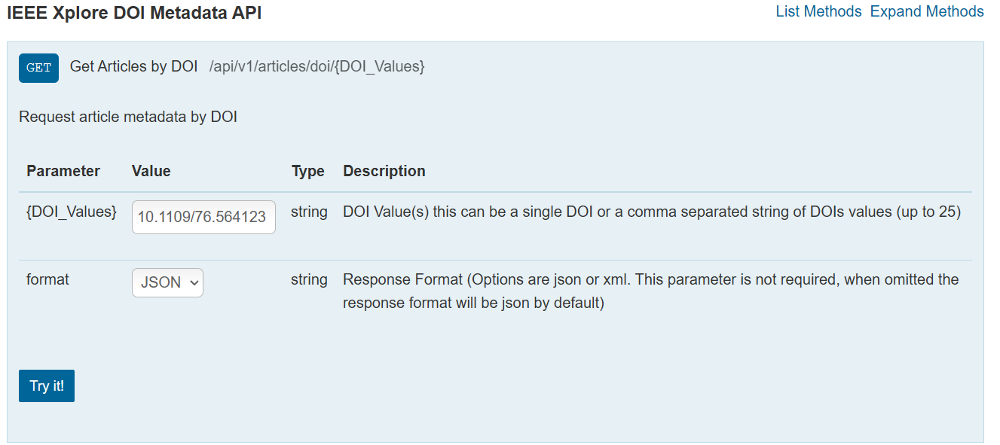 IEEE Xplore DOI Metadata API
List Methods Expand Methods
GET Get Articles by DOI /api/v1/articles/doi/{DOI_Values}
Request article metadata by DOI
Parameter Value Type Description
{DOI_Values} 10.1109/76.564123 string DOI Value(s) this can be a single DOI or a comma separated string of DOIs values (up to 25)
format JSON string Response Format (Options are json or xml. This parameter is not required, when omitted the
response format will be json by default)
Try it!